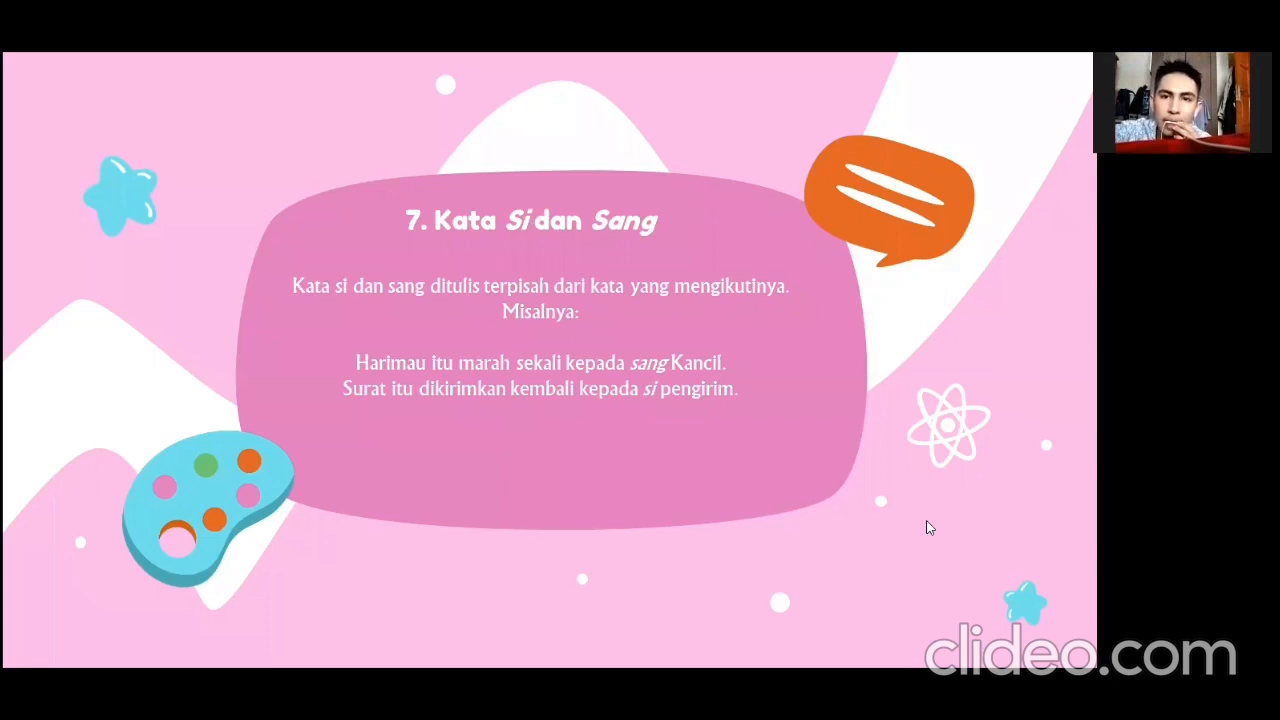 7. Kata Si dan Sang
Kata si dan sang ditulis terpisah dari kata yang mengikutinya.
Misalnya:
Harimau itu marah sekali kepada sang Kancil.
Surat itu dikirimkan kembali kepada si pengirim.
clideo.com